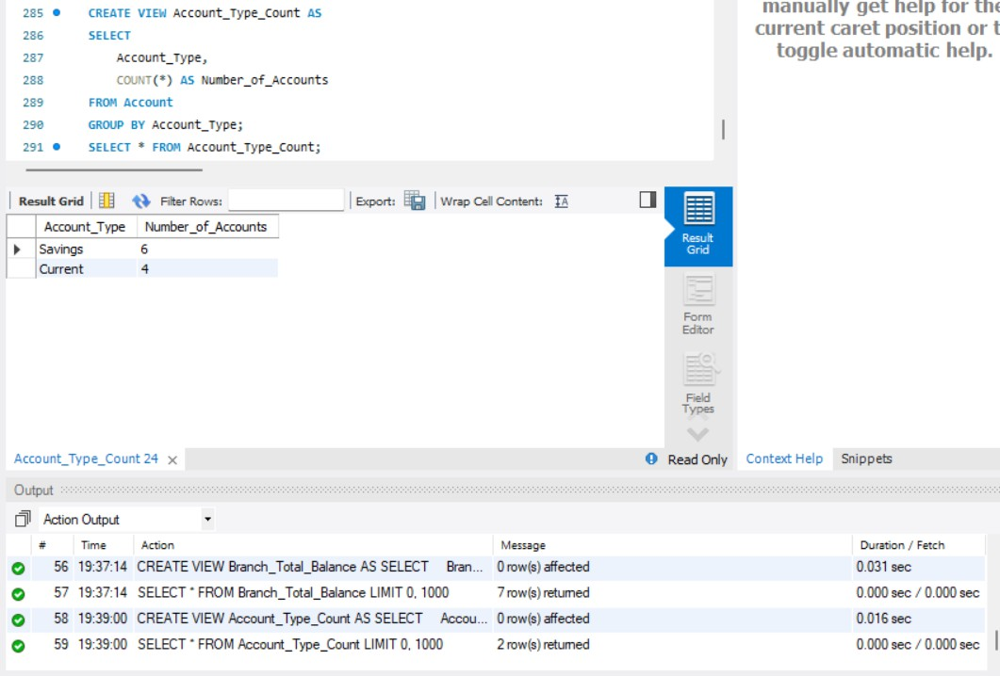 285 CREATE VIEW Account_Type_Count AS
286 SELECT
287 Account_Type,
288 COUNT(*) AS Number_of_Accounts
289 FROM Account
290 GROUP BY Account_Type;
291 SELECT * FROM Account_Type_Count;
manually get help for the
current caret position or t
toggle automatic help.
Result Grid Filter Rows: Export: Wrap Cell Content: IA
Account_Type Number_of_Accounts
Savings 6
Current 4
Result
Grid
Form
Editor
Field
Types
Account_Type_Count 24 × Read Only Context Help Snippets
Output
Action Output
# Time Action Message Duration / Fetch
56 19:37:14 CREATE VIEW Branch_Total_Balance AS SELECT Bran... 0 row(s) affected 0.031 sec
57 19:37:14 SELECT * FROM Branch_Total_Balance LIMIT 0, 1000 7 row(s) returned 0.000 sec / 0.000 sec
58 19:39:00 CREATE VIEW Account_Type_Count AS SELECT Accou... 0 row(s) affected 0.016 sec
59 19:39:00 SELECT * FROM Account_Type_Count LIMIT 0, 1000 2 row(s) returned 0.000 sec / 0.000 sec